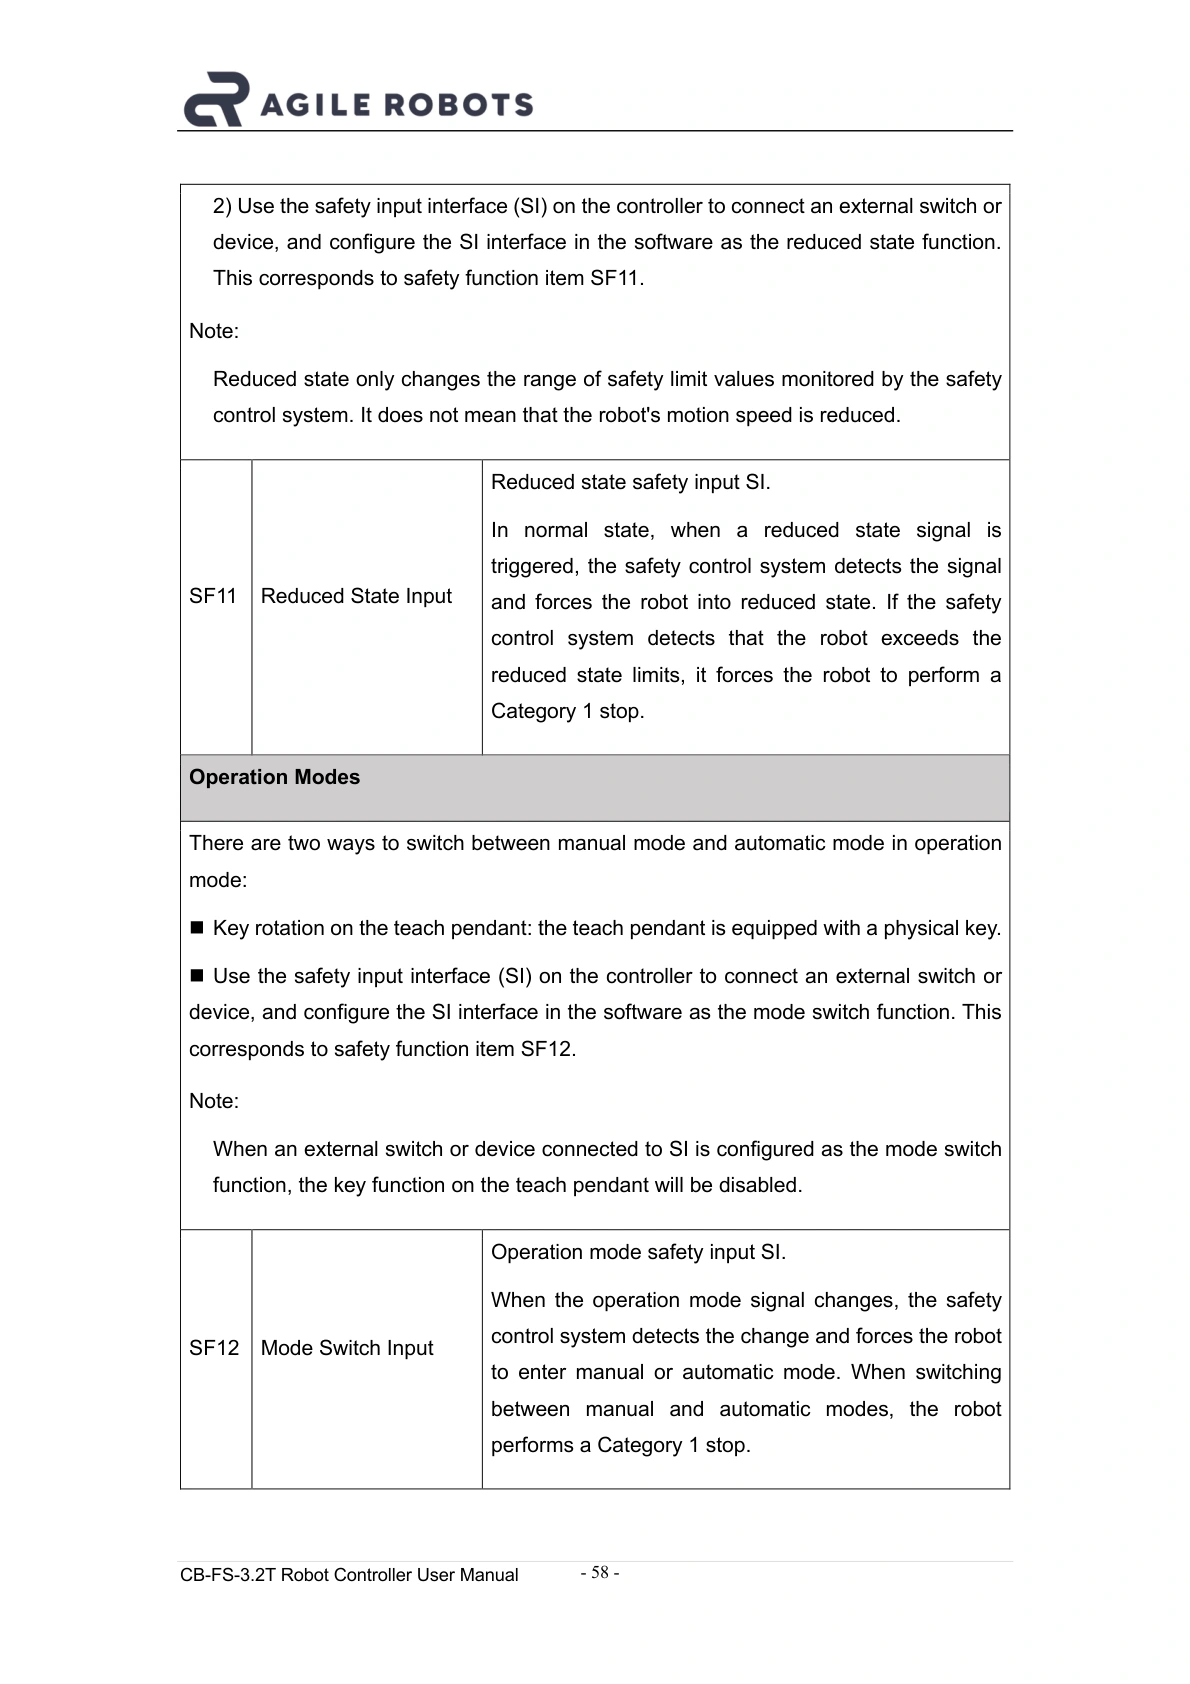 AGILE ROBOTS
2) Use the safety input interface (SI) on the controller to connect an external switch or
device, and configure the SI interface in the software as the reduced state function.
This corresponds to safety function item SF11.
Note:
Reduced state only changes the range of safety limit values monitored by the safety
control system. It does not mean that the robot's motion speed is reduced.
SF11
Reduced State Input
Reduced state safety input SI.
In normal state, when a reduced state signal is
triggered, the safety control system detects the signal
and forces the robot into reduced state. If the safety
control system detects that the robot exceeds the
reduced state limits, it forces the robot to perform a
Category 1 stop.
Operation Modes
There are two ways to switch between manual mode and automatic mode in operation
mode:
■ Key rotation on the teach pendant: the teach pendant is equipped with a physical key.
■ Use the safety input interface (SI) on the controller to connect an external switch or
device, and configure the SI interface in the software as the mode switch function. This
corresponds to safety function item SF12.
Note:
When an external switch or device connected to SI is configured as the mode switch
function, the key function on the teach pendant will be disabled.
SF12
Mode Switch Input
Operation mode safety input SI.
When the operation mode signal changes, the safety
control system detects the change and forces the robot
to enter manual or automatic mode. When switching
between manual and automatic modes, the robot
performs a Category 1 stop.
CB-FS-3.2T Robot Controller User Manual
- 58 -